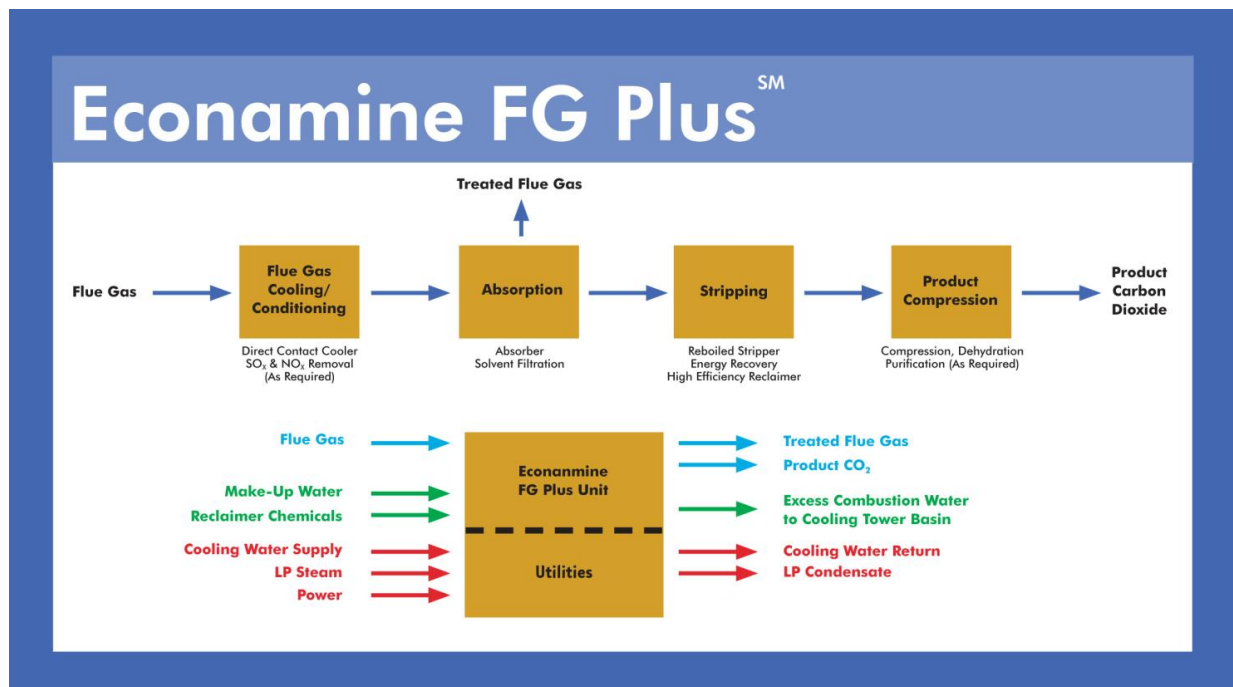 Econamine FG Plus SM
Treated Flue Gas
Flue Gas
Flue Gas
Cooling/
Conditioning
Absorption
Stripping
Product
Compression
Product
Carbon
Dioxide
Direct Contact Cooler
SOX & NOX Removal
(As Required)
Absorber
Solvent Filtration
Reboiled Stripper
Energy Recovery
High Efficiency Reclaimer
Compression, Dehydration
Purification (As Required)
Flue Gas
Make-Up Water
Reclaimer Chemicals
Cooling Water Supply
LP Steam
Power
Econanmine
FG Plus Unit
Utilities
Treated Flue Gas
Product CO2
Excess Combustion Water
to Cooling Tower Basin
Cooling Water Return
LP Condensate